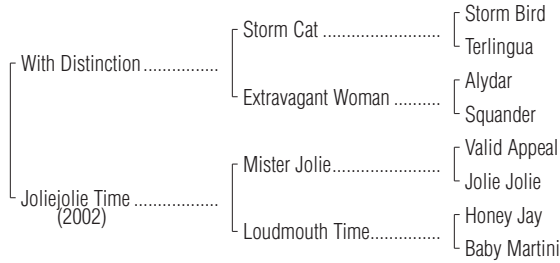 Storm Bird
Storm Cat ......................
Terlingua
With Distinction ..............
Alydar
Extravagant Woman .........
Squander
Valid Appeal
Mister Jolie.....................
Jolie Jolie
Joliejolie Time ................
(2002)
Honey Jay
Loudmouth Time..............
Baby Martini